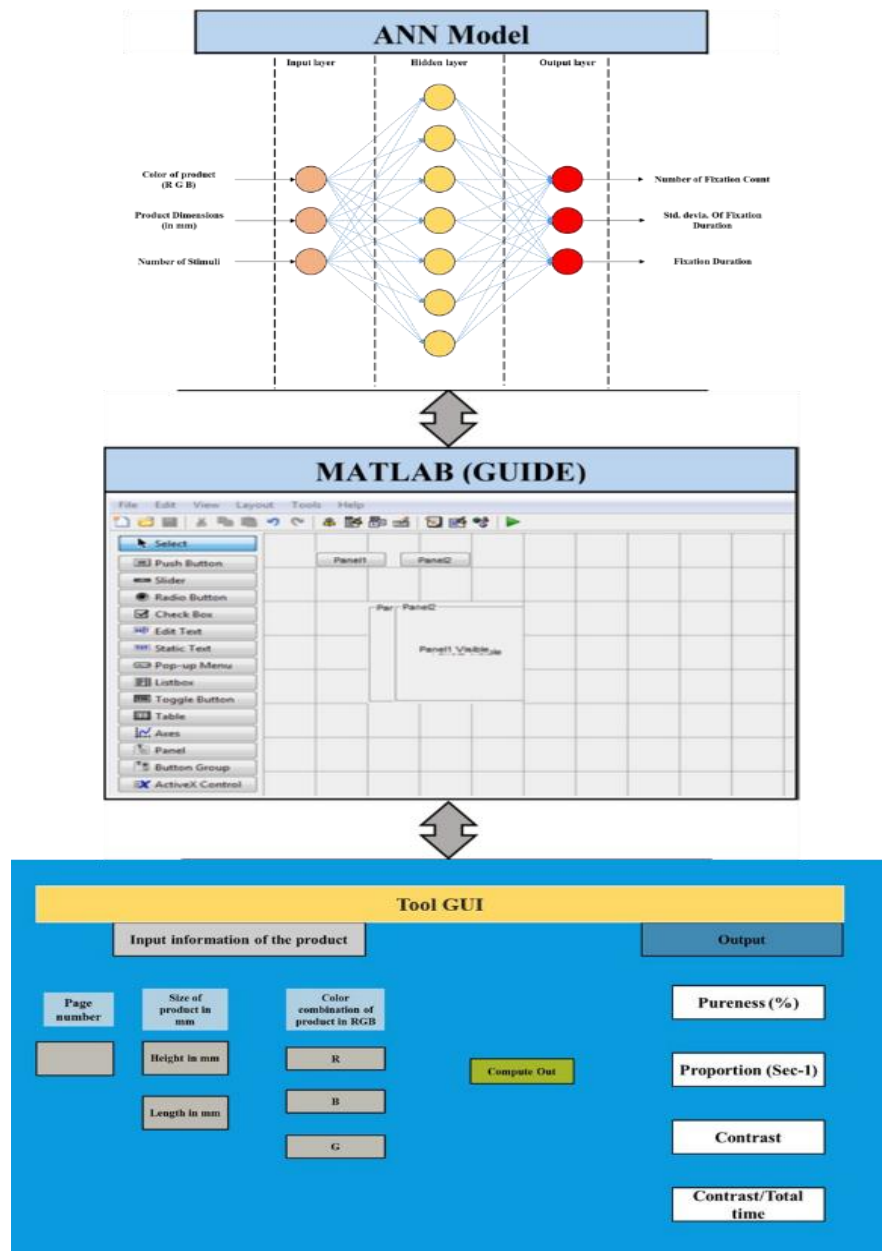 ANN Model
Input layer
Hidden layer
Output layer
Color of product
(R G B)
Product Dimensions
(in mm)
Number of Stimuli
Number of Fixation Count
Std. devia. Of Fixation
Duration
Fixation Duration
MATLAB (GUIDE)
File Edit View Layout Tools Help
Select
Push Button
Slider
Radio Button
Check Box
Edit Text
Static Text
Pop-up Menu
Listbox
Toggle Button
Table
Axes
Panel
Button Group
ActiveX Control
Panel1
Panel2
Panel2
Panel1 Visible
Tool GUI
Input information of the product
Output
Page
number
Size of
product in
mm
Color
combination of
product in RGB
Height in mm
Length in mm
R
B
G
Compute Out
Pureness (%)
Proportion (Sec-1)
Contrast
Contrast/Total
time